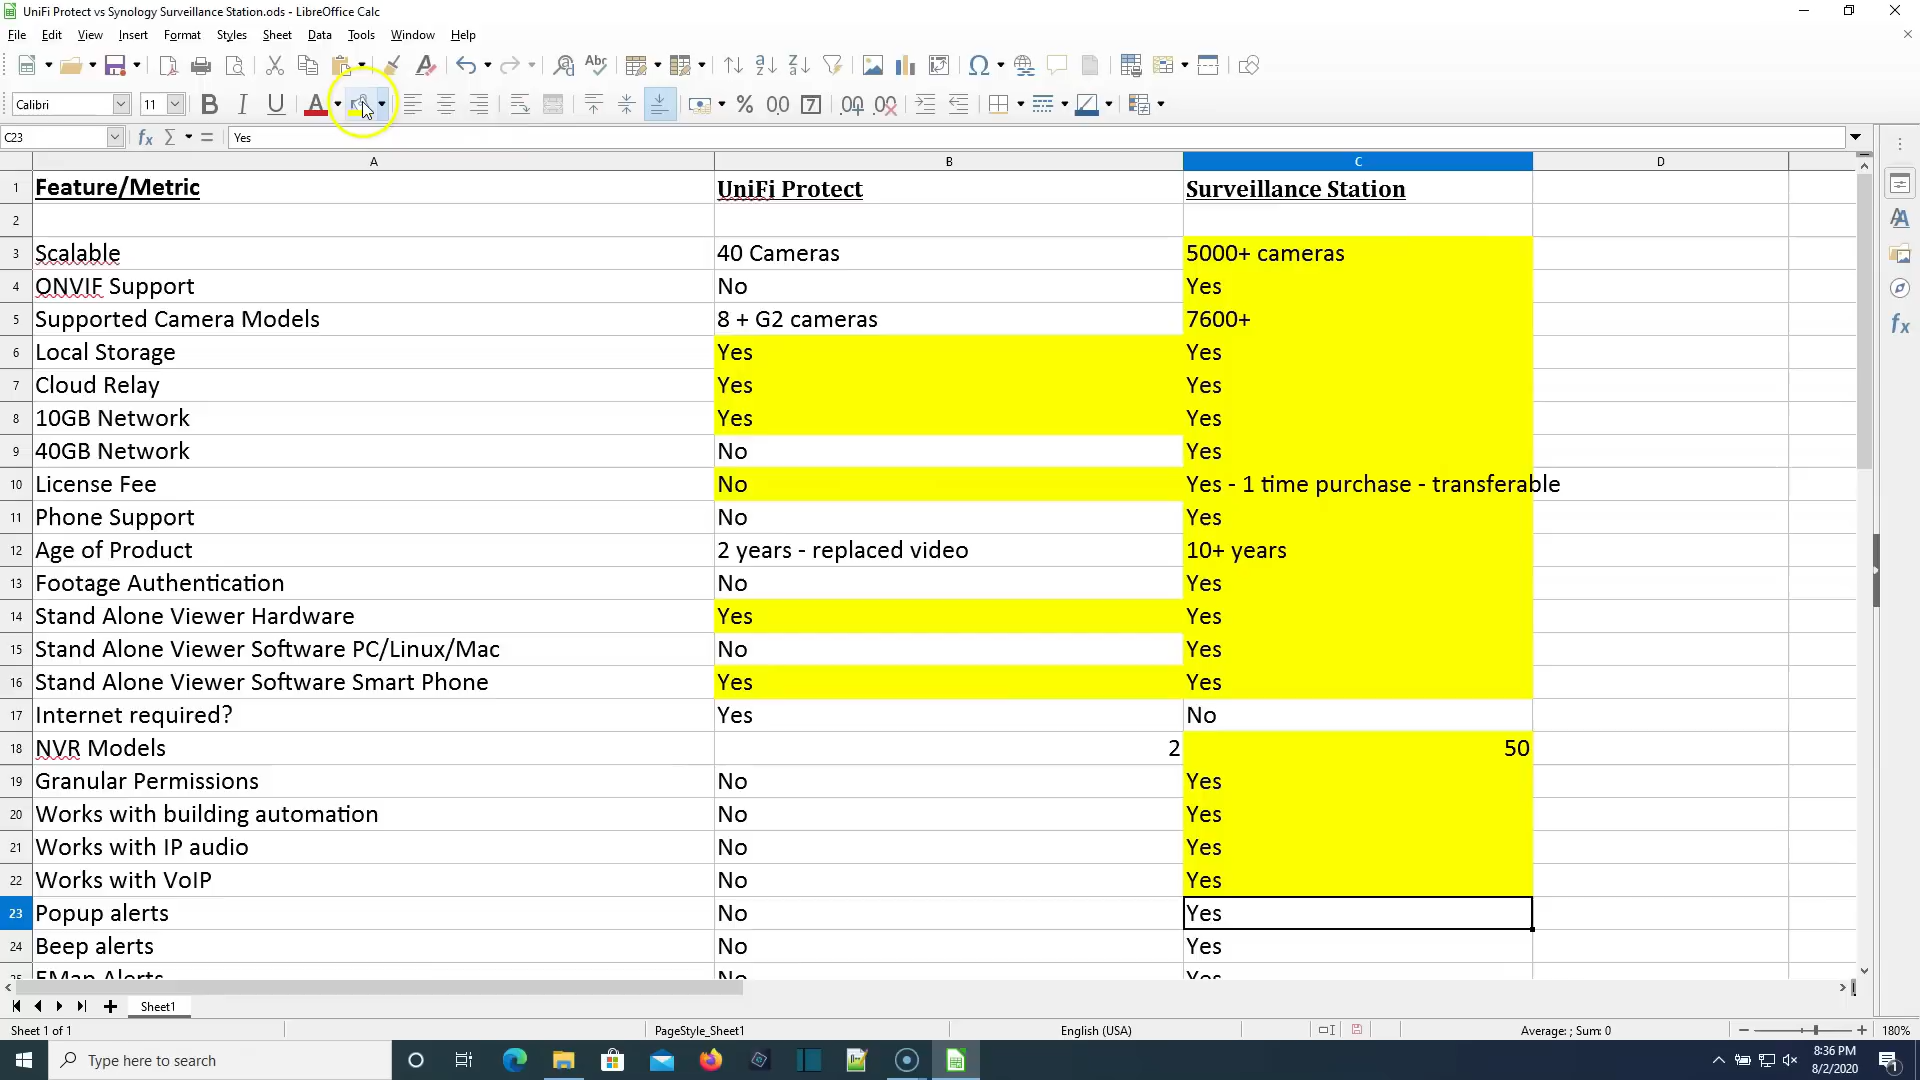 UniFi Protect vs Synology Surveillance Station.ods - LibreOffice Calc
File Edit View Insert Format Styles Sheet Data Tools Window Help
Calibri 11
C23 Yes
A B C D
1 Feature/Metric UniFi Protect Surveillance Station
2
3 Scalable 40 Cameras 5000+ cameras
4 ONVIF Support No Yes
5 Supported Camera Models 8 + G2 cameras 7600+
6 Local Storage Yes Yes
7 Cloud Relay Yes Yes
8 10GB Network Yes Yes
9 40GB Network No Yes
10 License Fee No Yes - 1 time purchase - transferable
11 Phone Support No Yes
12 Age of Product 2 years - replaced video 10+ years
13 Footage Authentication No Yes
14 Stand Alone Viewer Hardware Yes Yes
15 Stand Alone Viewer Software PC/Linux/Mac No Yes
16 Stand Alone Viewer Software Smart Phone Yes Yes
17 Internet required? Yes No
18 NVR Models 2 50
19 Granular Permissions No Yes
20 Works with building automation No Yes
21 Works with IP audio No Yes
22 Works with VoIP No Yes
23 Popup alerts No Yes
24 Beep alerts No Yes
25 EMap Alerts No Yes
Sheet1
Sheet 1 of 1 PageStyle_Sheet1 English (USA) Average: ; Sum: 0 180%
Type here to search
8:36 PM
8/2/2020